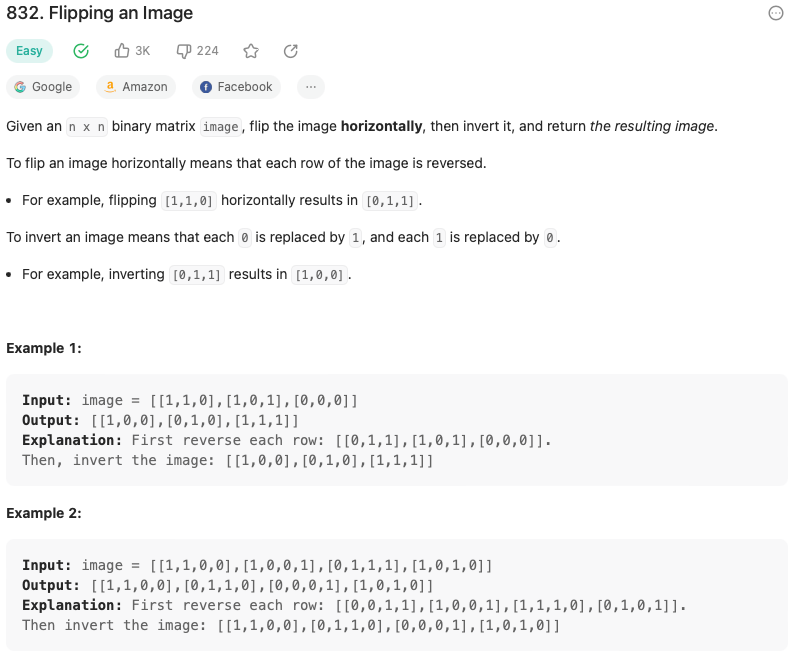 832. Flipping an Image
Easy 3K 224
Google Amazon Facebook ...
Given an n x n binary matrix image, flip the image horizontally, then invert it, and return the resulting image.
To flip an image horizontally means that each row of the image is reversed.
• For example, flipping [1,1,0] horizontally results in [0,1,1].
To invert an image means that each 0 is replaced by 1, and each 1 is replaced by 0.
• For example, inverting [0,1,1] results in [1,0,0].
Example 1:
Input: image = [[1,1,0],[1,0,1],[0,0,0]]
Output: [[1,0,0],[0,1,0],[1,1,1]]
Explanation: First reverse each row: [[0,1,1],[1,0,1],[0,0,0]].
Then, invert the image: [[1,0,0],[0,1,0],[1,1,1]]
Example 2:
Input: image = [[1,1,0,0],[1,0,0,1],[0,1,1,1],[1,0,1,0]]
Output: [[1,1,0,0],[0,1,1,0],[0,0,0,1],[1,0,1,0]]
Explanation: First reverse each row: [[0,0,1,1],[1,0,0,1],[1,1,1,0],[0,1,0,1]].
Then invert the image: [[1,1,0,0],[0,1,1,0],[0,0,0,1],[1,0,1,0]]